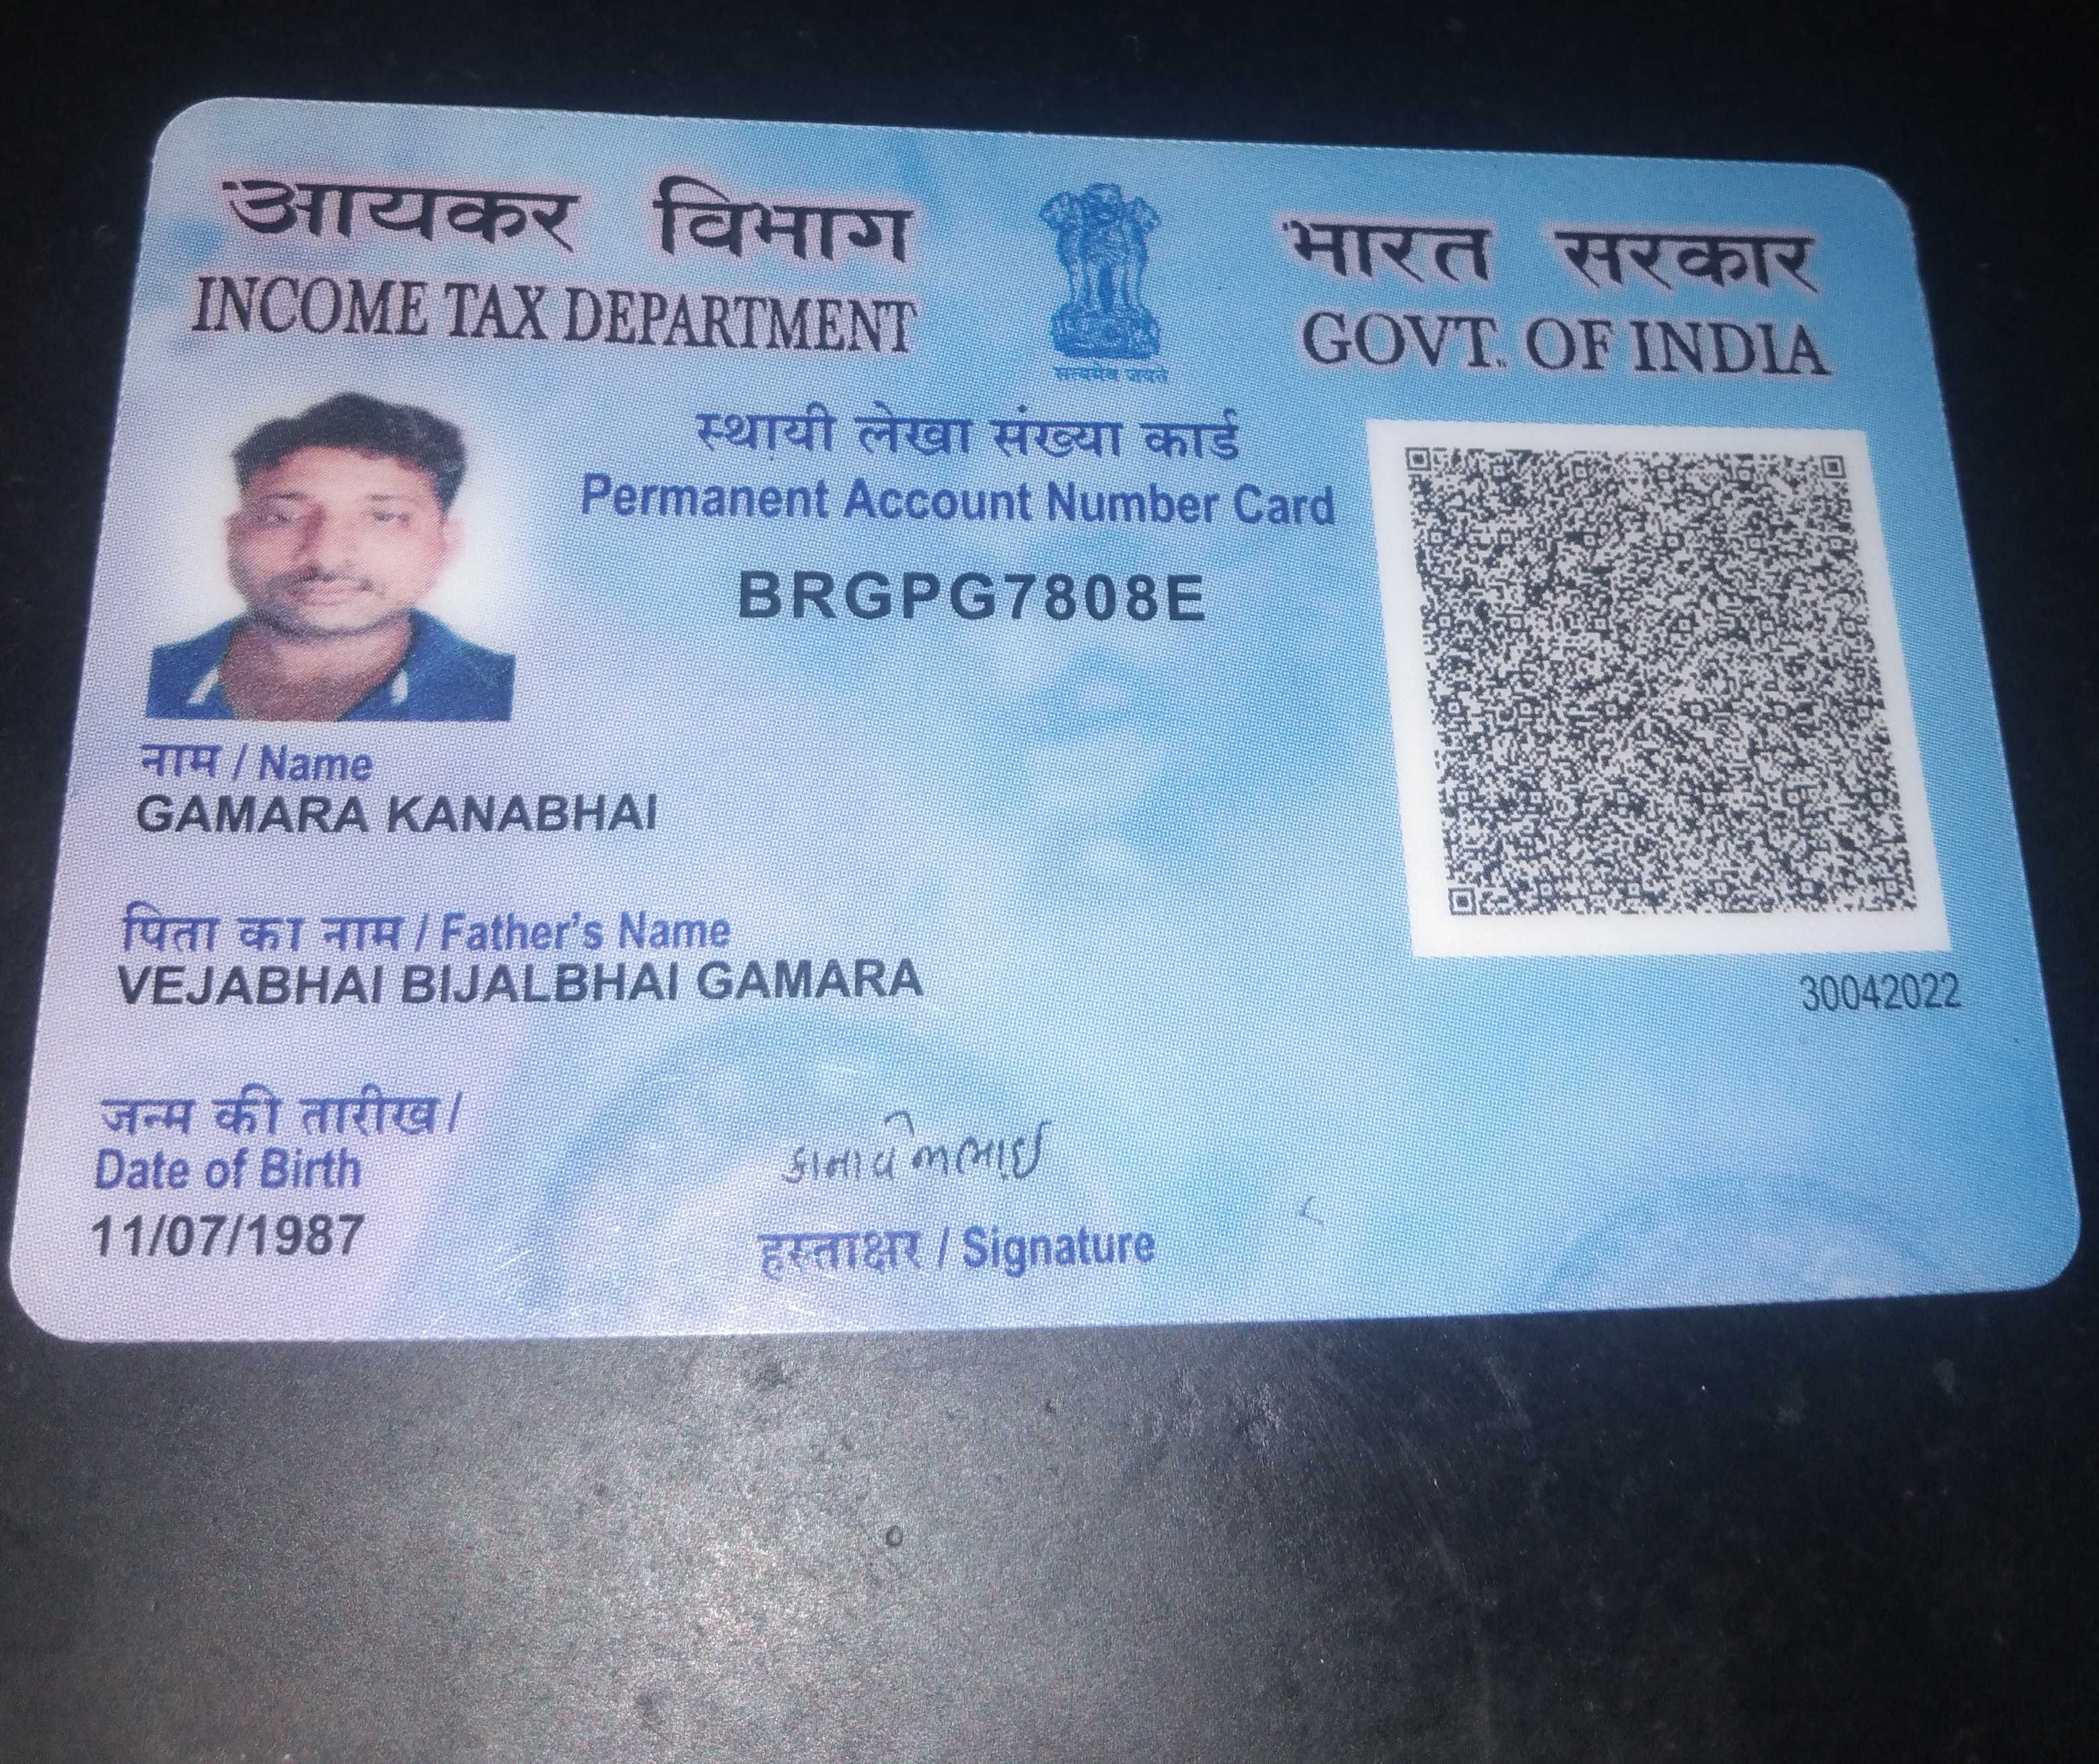 आयकर विभाग
INCOME TAX DEPARTMENT
सत्यमेव जयते
भारत सरकार
GOVT. OF INDIA
स्थायी लेखा संख्या कार्ड
Permanent Account Number Card
BRGPG7808E
नाम / Name
GAMARA KANABHAI
पिता का नाम / Father's Name
VEJABHAI BIJALBHAI GAMARA
30042022
जन्म की तारीख /
Date of Birth
11/07/1987
हस्ताक्षर / Signature